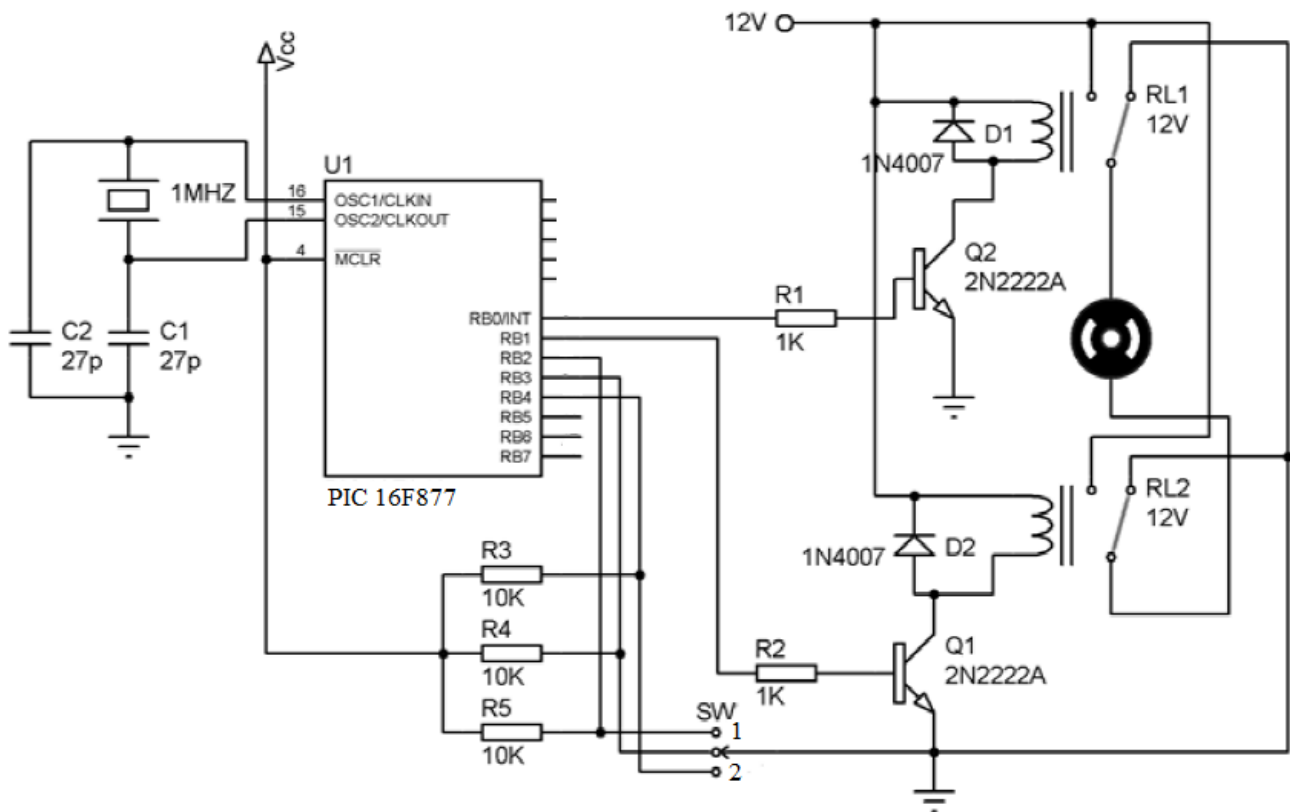 Vcc
12V
U1
1MHZ
16
15
4
OSC1/CLKIN
OSC2/CLKOUT
MCLR
RB0/INT
RB1
RB2
RB3
RB4
RB5
RB6
RB7
PIC 16F877
C2
27p
C1
27p
R1
1K
R2
1K
R3
10K
R4
10K
R5
10K
SW
1
2
D1
1N4007
Q2
2N2222A
RL1
12V
D2
1N4007
Q1
2N2222A
RL2
12V